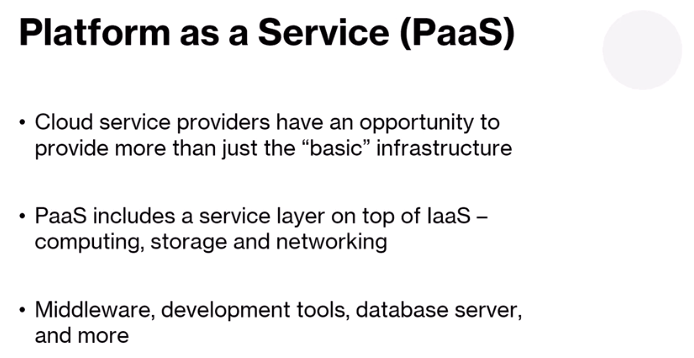 Platform as a Service (PaaS)
• Cloud service providers have an opportunity to
provide more than just the “basic” infrastructure
• PaaS includes a service layer on top of IaaS –
computing, storage and networking
• Middleware, development tools, database server,
and more